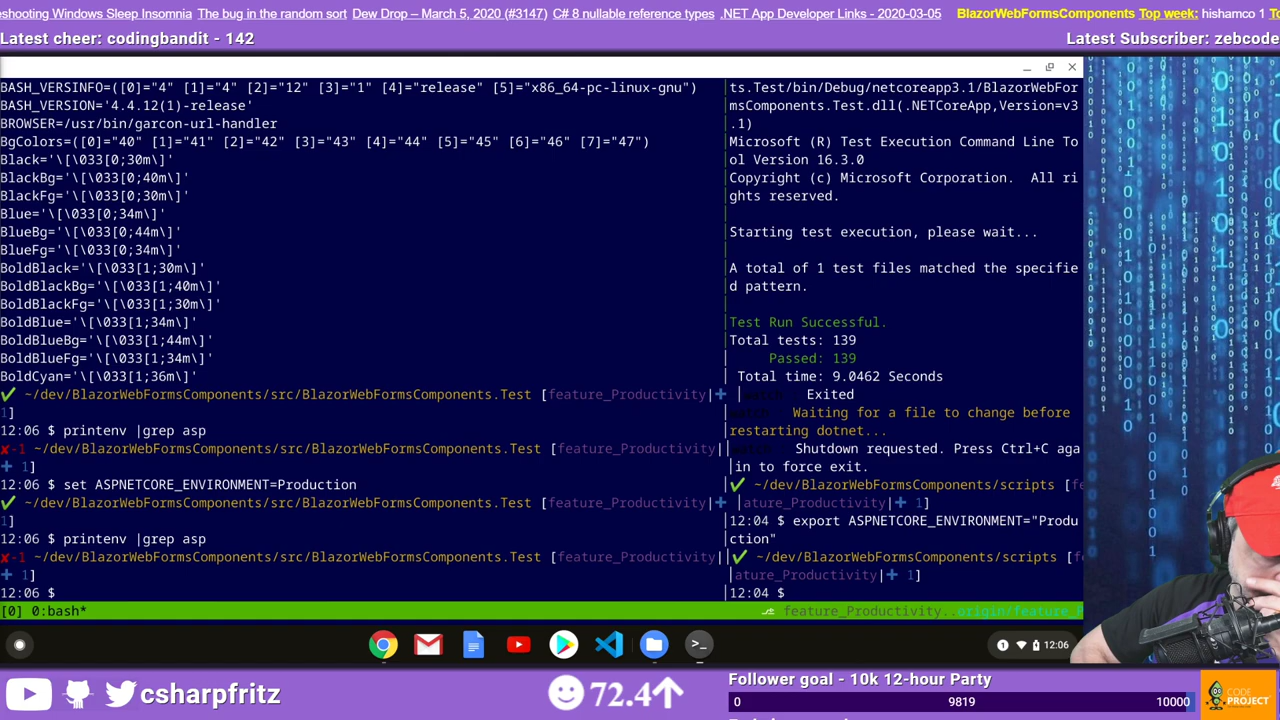 eshooting Windows Sleep Insomnia The bug in the random sort Dew Drop – March 5, 2020 (#3147) C# 8 nullable reference types .NET App Developer Links - 2020-03-05 BlazorWebFormsComponents Top week: hishamco 1
Latest cheer: codingbandit - 142
Latest Subscriber: zebcode
BASH_VERSINFO=([0]="4" [1]="4" [2]="12" [3]="1" [4]="release" [5]="x86_64-pc-linux-gnu")
BASH_VERSION='4.4.12(1)-release'
BROWSER=/usr/bin/garcon-url-handler
BgColors=([0]="40" [1]="41" [2]="42" [3]="43" [4]="44" [5]="45" [6]="46" [7]="47")
Black='\[\033[0;30m\]'
BlackBg='\[\033[0;40m\]'
BlackFg='\[\033[0;30m\]'
Blue='\[\033[0;34m\]'
BlueBg='\[\033[0;44m\]'
BlueFg='\[\033[0;34m\]'
BoldBlack='\[\033[1;30m\]'
BoldBlackBg='\[\033[1;40m\]'
BoldBlackFg='\[\033[1;30m\]'
BoldBlue='\[\033[1;34m\]'
BoldBlueBg='\[\033[1;44m\]'
BoldBlueFg='\[\033[1;34m\]'
BoldCyan='\[\033[1;36m\]'
✔ ~/dev/BlazorWebFormsComponents/src/BlazorWebFormsComponents.Test [feature_Productivity|✚
1]
12:06 $ printenv |grep asp
✘-1 ~/dev/BlazorWebFormsComponents/src/BlazorWebFormsComponents.Test [feature_Productivity|
✚ 1]
12:06 $ set ASPNETCORE_ENVIRONMENT=Production
✔ ~/dev/BlazorWebFormsComponents/src/BlazorWebFormsComponents.Test [feature_Productivity|✚
1]
12:06 $ printenv |grep asp
✘-1 ~/dev/BlazorWebFormsComponents/src/BlazorWebFormsComponents.Test [feature_Productivity|
✚ 1]
12:06 $
ts.Test/bin/Debug/netcoreapp3.1/BlazorWebFor
msComponents.Test.dll(.NETCoreApp,Version=v3
.1)
Microsoft (R) Test Execution Command Line To
ol Version 16.3.0
Copyright (c) Microsoft Corporation.  All ri
ghts reserved.
Starting test execution, please wait...
A total of 1 test files matched the specifie
d pattern.
Test Run Successful.
Total tests: 139
Passed: 139
Total time: 9.0462 Seconds
watch : Exited
watch : Waiting for a file to change before
restarting dotnet...
Shutdown requested. Press Ctrl+C aga
in to force exit.
✔ ~/dev/BlazorWebFormsComponents/scripts [fe
ature_Productivity|✚ 1]
12:04 $ export ASPNETCORE_ENVIRONMENT="Produ
ction"
✔ ~/dev/BlazorWebFormsComponents/scripts [fe
ature_Productivity|✚ 1]
12:04 $
[0] 0:bash*
feature_Productivity..origin/feature_P
>_
1
12:06
csharpfritz
72.4
Follower goal - 10k 12-hour Party
0 9819 10000
CODE
PROJECT